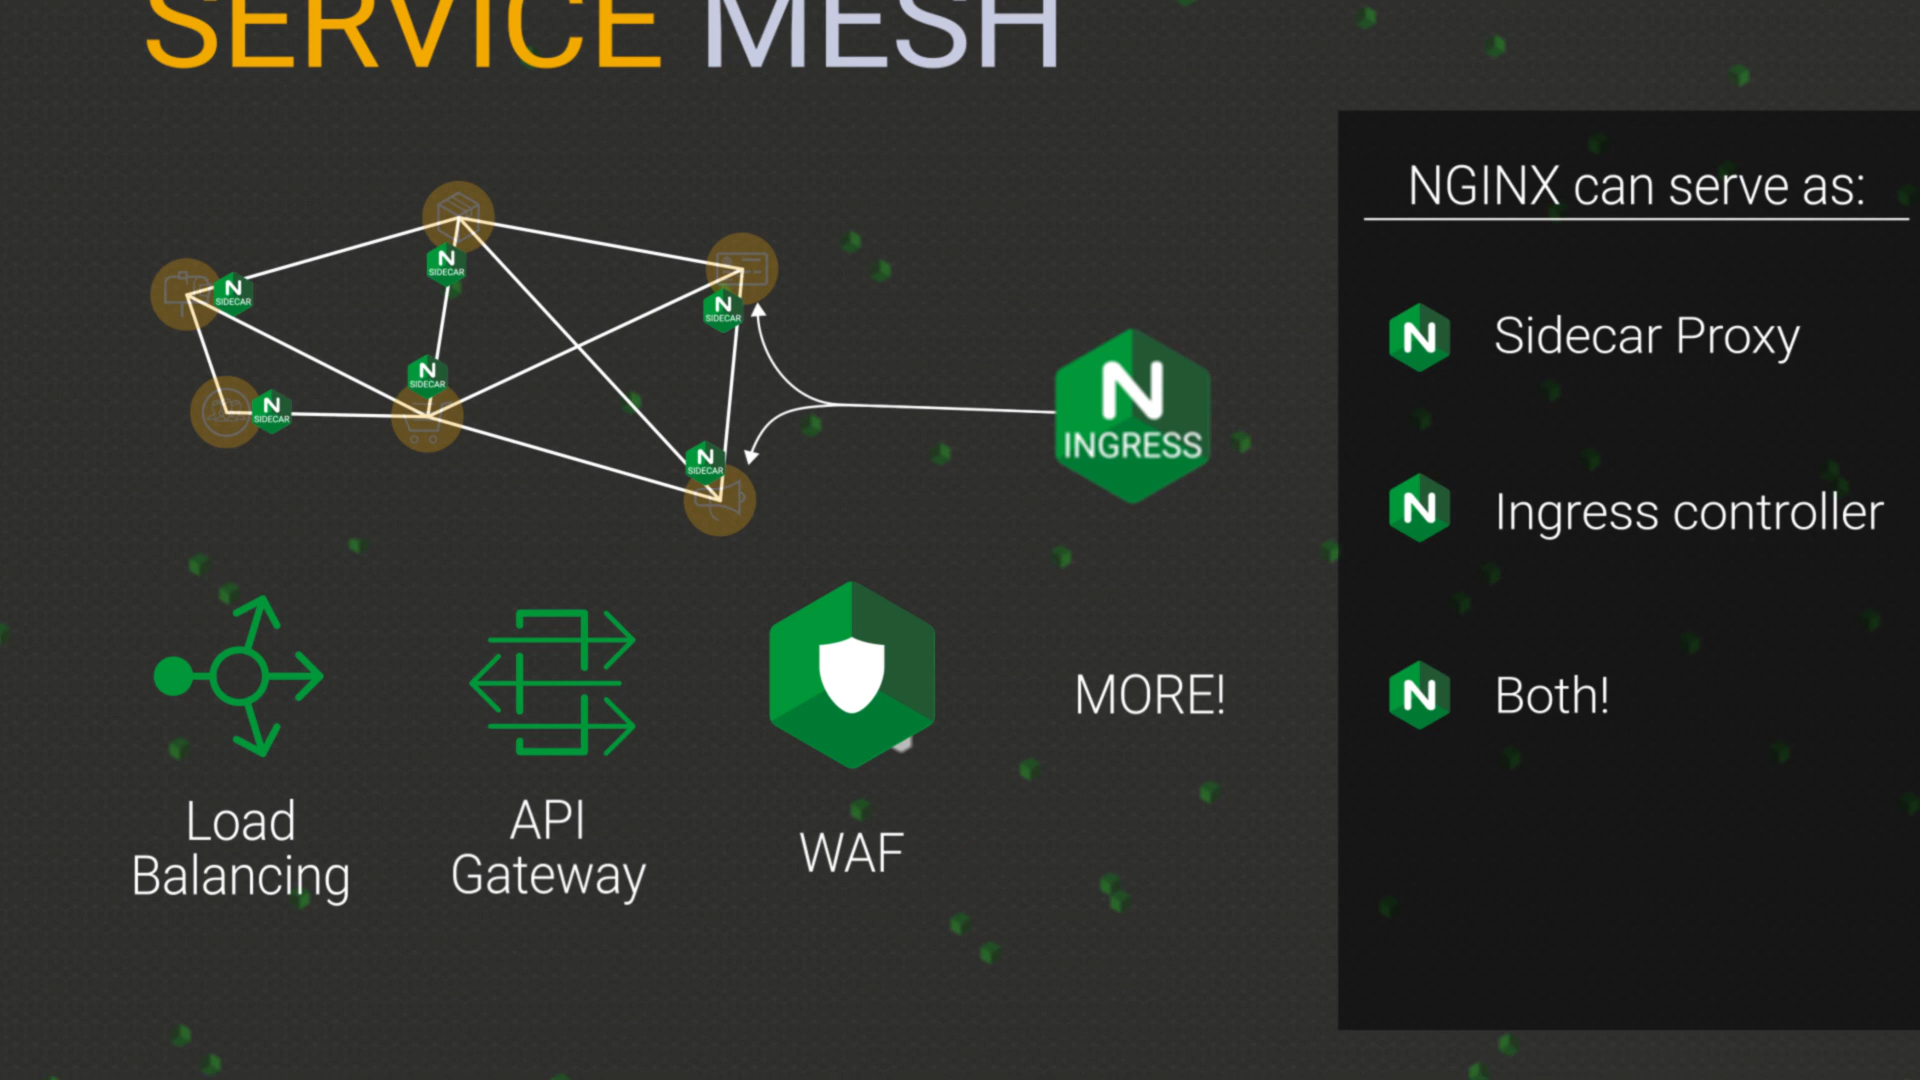 SERVICE MESH
N
SIDECAR
N
SIDECAR
N
SIDECAR
N
SIDECAR
N
SIDECAR
N
SIDECAR
N
INGRESS
Load
Balancing
API
Gateway
WAF
MORE!
NGINX can serve as:
N Sidecar Proxy
N Ingress controller
N Both!